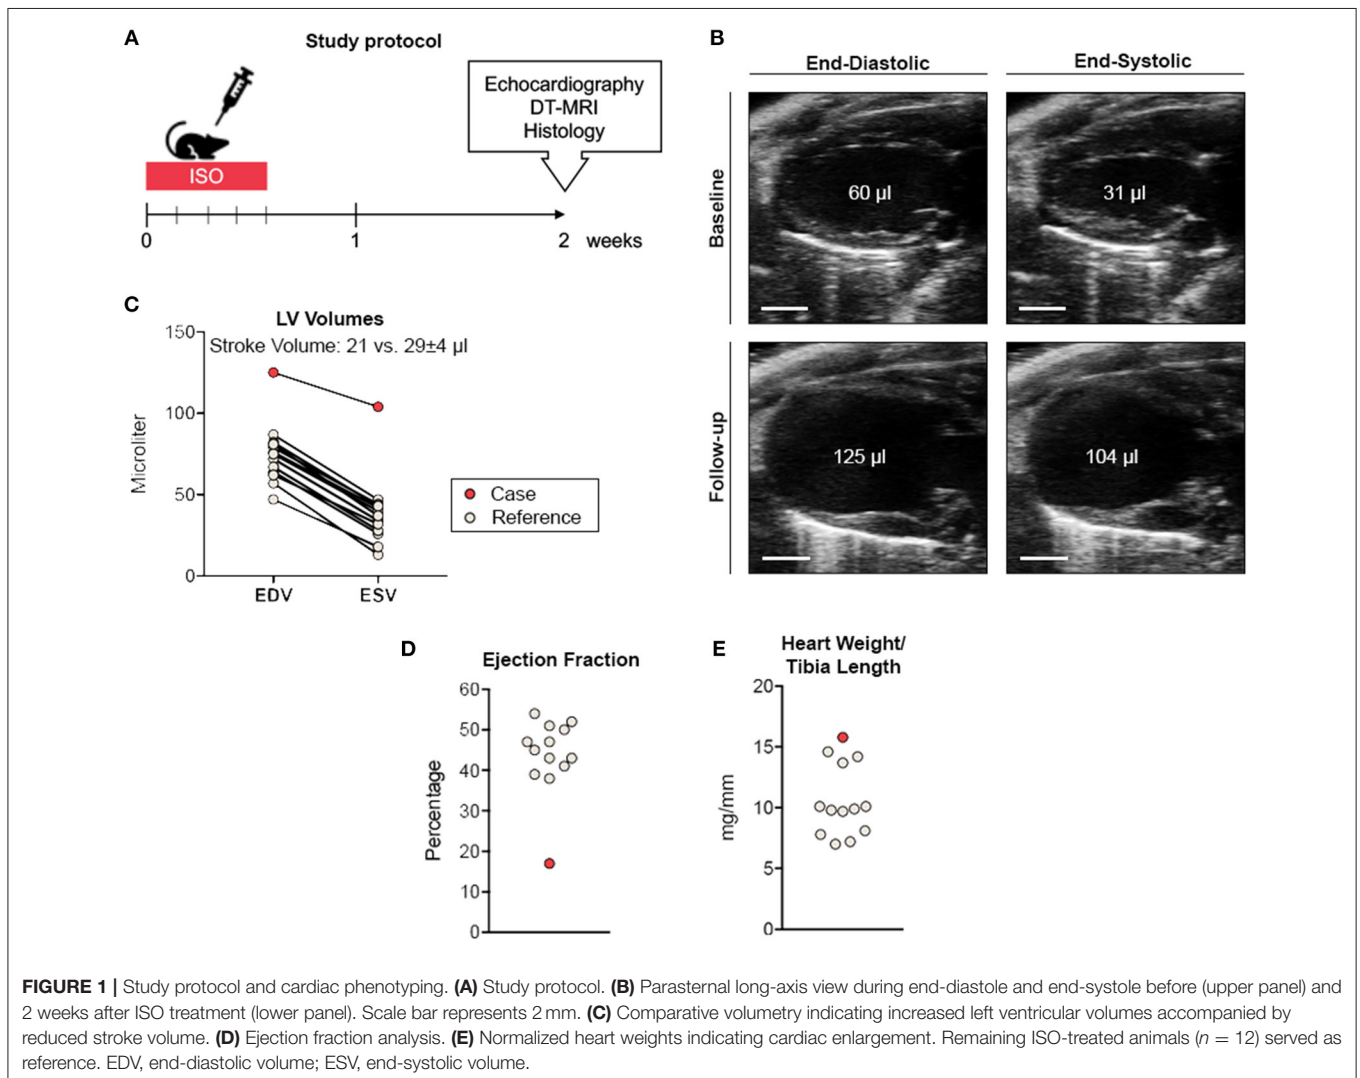 A
Study protocol
Echocardiography
DT-MRI
Histology
ISO
0
1
2 weeks
B
End-Diastolic
End-Systolic
Baseline
60 µl
31 µl
Follow-up
125 µl
104 µl
C
LV Volumes
Stroke Volume: 21 vs. 29±4 µl
Microliter
150
100
50
0
EDV
ESV
Case
Reference
D
Ejection Fraction
Percentage
60
50
40
30
20
10
0
E
Heart Weight/
Tibia Length
mg/mm
20
15
10
5
0
FIGURE 1 | Study protocol and cardiac phenotyping. (A) Study protocol. (B) Parasternal long-axis view during end-diastole and end-systole before (upper panel) and
2 weeks after ISO treatment (lower panel). Scale bar represents 2 mm. (C) Comparative volumetry indicating increased left ventricular volumes accompanied by
reduced stroke volume. (D) Ejection fraction analysis. (E) Normalized heart weights indicating cardiac enlargement. Remaining ISO-treated animals (n = 12) served as
reference. EDV, end-diastolic volume; ESV, end-systolic volume.